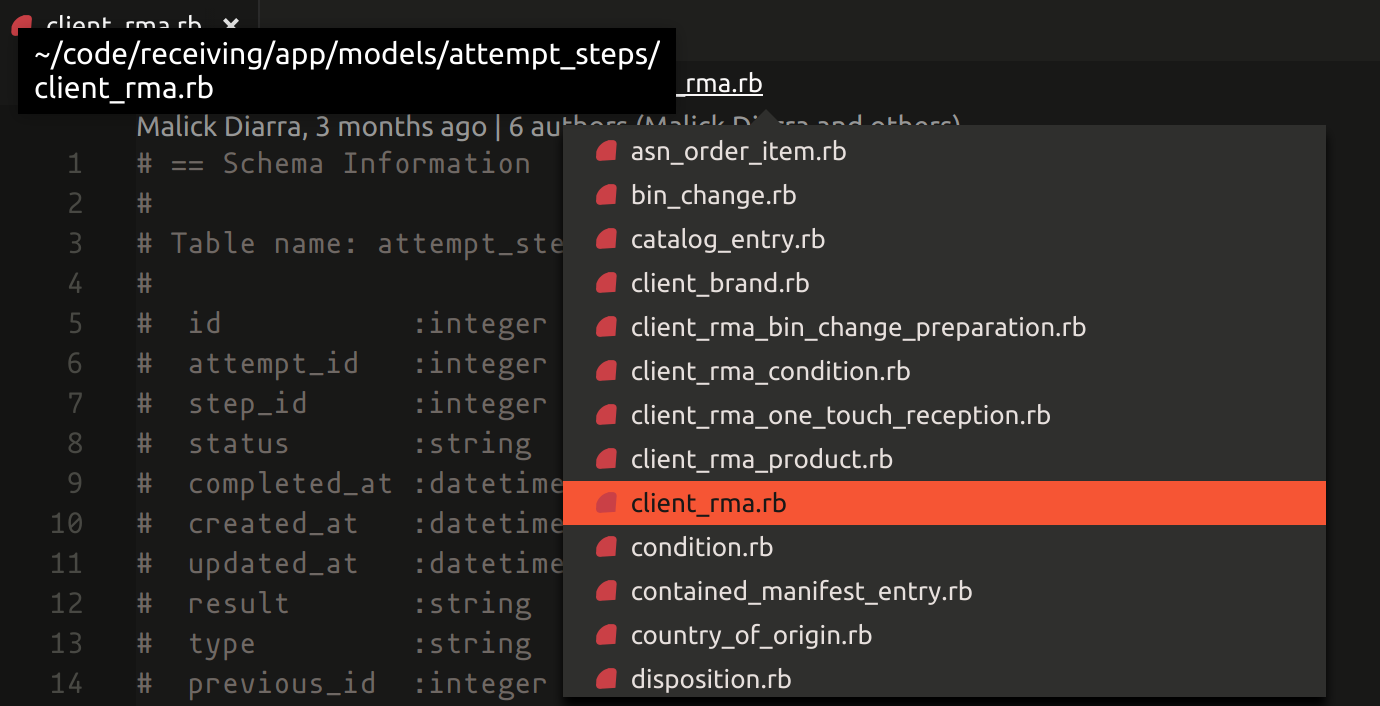 client_rma.rb ×
~/code/receiving/app/models/attempt_steps/
client_rma.rb
_rma.rb
Malick Diarra, 3 months ago | 6 authors (Malick Diarra and others)
1 # == Schema Information
2 #
3 # Table name: attempt_ste
4 #
5 # id :integer
6 # attempt_id :integer
7 # step_id :integer
8 # status :string
9 # completed_at :datetime
10 # created_at :datetime
11 # updated_at :datetime
12 # result :string
13 # type :string
14 # previous_id :integer
asn_order_item.rb
bin_change.rb
catalog_entry.rb
client_brand.rb
client_rma_bin_change_preparation.rb
client_rma_condition.rb
client_rma_one_touch_reception.rb
client_rma_product.rb
client_rma.rb
condition.rb
contained_manifest_entry.rb
country_of_origin.rb
disposition.rb